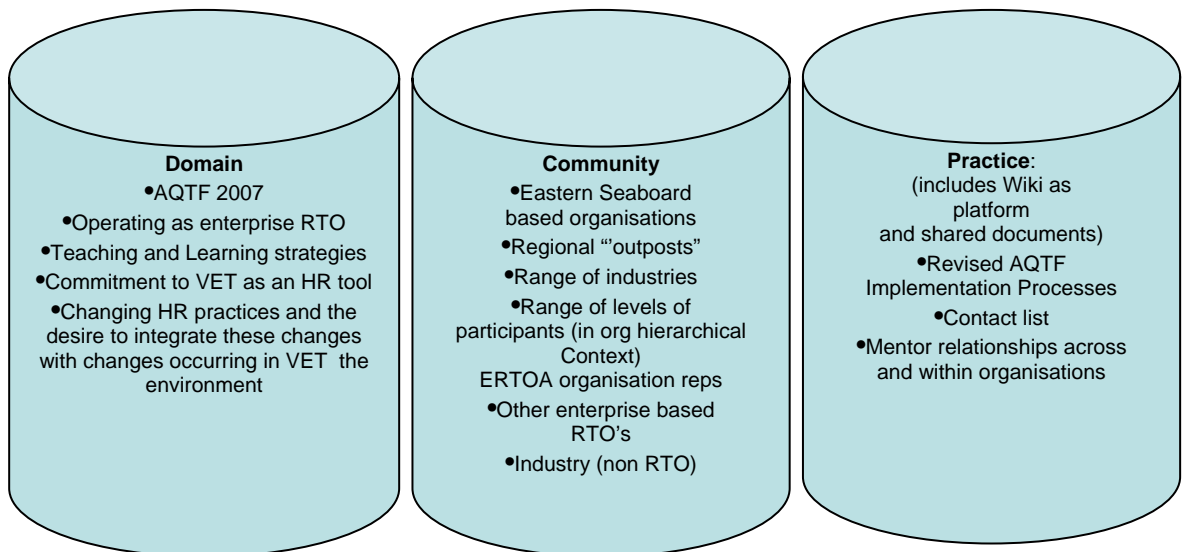 Domain
•AQTF 2007
•Operating as enterprise RTO
•Teaching and Learning strategies
•Commitment to VET as an HR tool
•Changing HR practices and the
desire to integrate these changes
with changes occurring in VET the
environment
Community
•Eastern Seaboard
based organisations
•Regional “’outposts”
•Range of industries
•Range of levels of
participants (in org hierarchical
Context)
ERTOA organisation reps
•Other enterprise based
RTO's
•Industry (non RTO)
Practice:
(includes Wiki as
platform
and shared documents)
•Revised AQTF
Implementation Processes
•Contact list
•Mentor relationships across
and within organisations